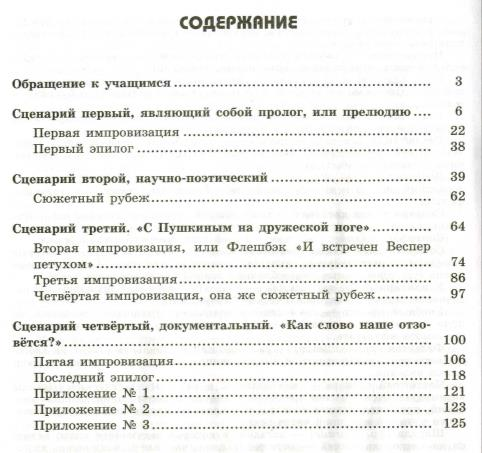 СОДЕРЖАНИЕ
Обращение к учащимся ..... 3
Сценарий первый, являющий собой пролог, или прелюдию .... 6
Первая импровизация ..... 22
Первый эпилог ..... 38
Сценарий второй, научно-поэтический ..... 39
Сюжетный рубеж ..... 62
Сценарий третий. «С Пушкиным на дружеской ноге» ..... 64
Вторая импровизация, или Флешбэк «И встречен Веспер
петухом» ..... 74
Третья импровизация ..... 86
Четвёртая импровизация, она же сюжетный рубеж ..... 97
Сценарий четвёртый, документальный. «Как слово наше отзо-
вётся?» ..... 100
Пятая импровизация ..... 106
Последний эпилог ..... 118
Приложение № 1 ..... 121
Приложение № 2 ..... 123
Приложение № 3 ..... 125